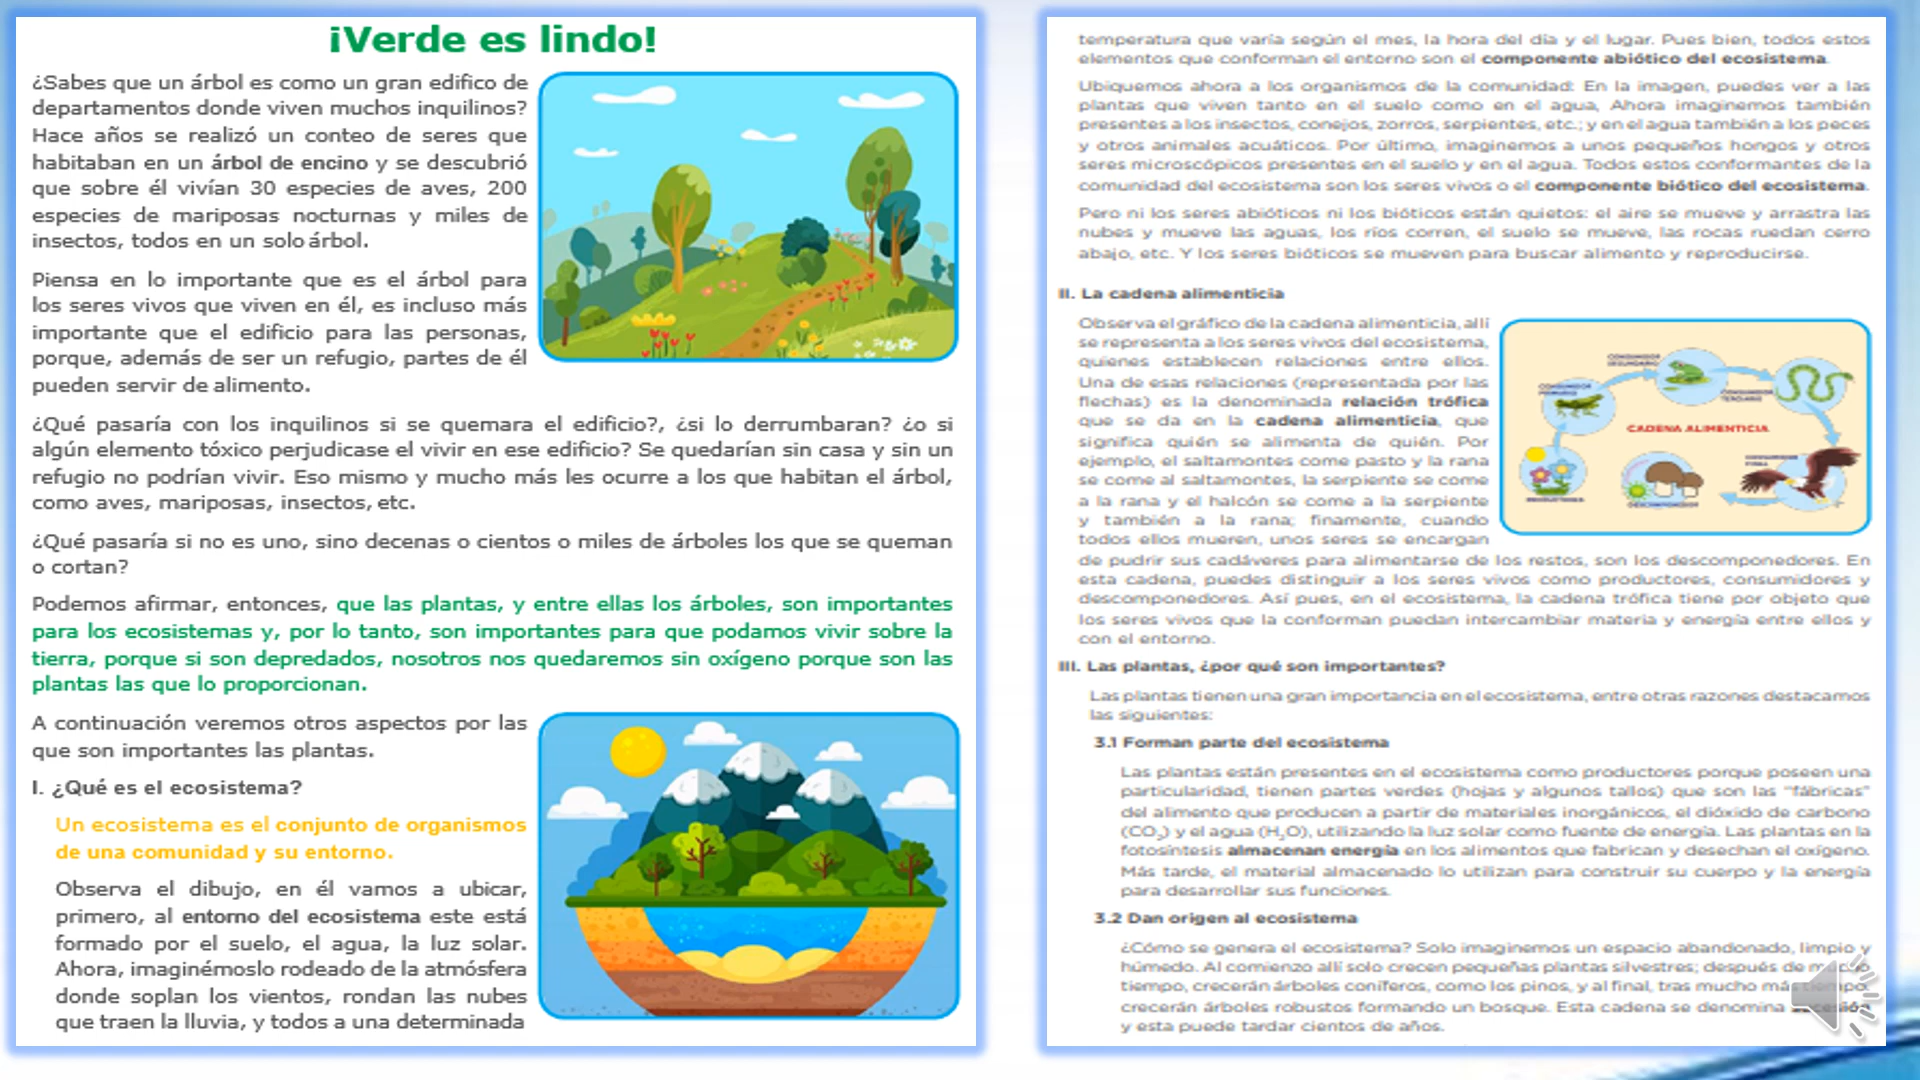 ¡Verde es lindo!
¿Sabes que un árbol es como un gran edifico de
departamentos donde viven muchos inquilinos?
Hace años se realizó un conteo de seres que
habitaban en un árbol de encino y se descubrió
que sobre él vivían 30 especies de aves, 200
especies de mariposas nocturnas y miles de
insectos, todos en un solo árbol.
Piensa en lo importante que es el árbol para
los seres vivos que viven en él, es incluso más
importante que el edificio para las personas,
porque, además de ser un refugio, partes de él
pueden servir de alimento.
¿Qué pasaría con los inquilinos si se quemara el edificio?, ¿si lo derrumbaran? ¿o si
algún elemento tóxico perjudicase el vivir en ese edificio? Se quedarían sin casa y sin un
refugio no podrían vivir. Eso mismo y mucho más les ocurre a los que habitan el árbol,
como aves, mariposas, insectos, etc.
¿Qué pasaría si no es uno, sino decenas o cientos o miles de árboles los que se queman
o cortan?
Podemos afirmar, entonces, que las plantas, y entre ellas los árboles, son importantes
para los ecosistemas y, por lo tanto, son importantes para que podamos vivir sobre la
tierra, porque si son depredados, nosotros nos quedaremos sin oxígeno porque son las
plantas las que lo proporcionan.
A continuación veremos otros aspectos por las
que son importantes las plantas.
I. ¿Qué es el ecosistema?
Un ecosistema es el conjunto de organismos
de una comunidad y su entorno.
Observa el dibujo, en él vamos a ubicar,
primero, al entorno del ecosistema este está
formado por el suelo, el agua, la luz solar.
Ahora, imaginémoslo rodeado de la atmósfera
donde soplan los vientos, rondan las nubes
que traen la lluvia, y todos a una determinada
temperatura que varía según el mes, la hora del día y el lugar. Pues bien, todos estos
elementos que conforman el entorno son el componente abiótico del ecosistema.
Ubiquemos ahora a los organismos de la comunidad: En la imagen, puedes ver a las
plantas que viven tanto en el suelo como en el agua, Ahora imaginemos también
presentes a los insectos, conejos, zorros, serpientes, etc.; y en el agua también a los peces
y otros animales acuáticos. Por último, imaginemos a unos pequeños hongos y otros
seres microscópicos presentes en el suelo y en el agua. Todos estos conformantes de la
comunidad del ecosistema son los seres vivos o el componente biótico del ecosistema.
Pero ni los seres abióticos ni los bióticos están quietos: el aire se mueve y arrastra las
nubes y mueve las aguas, los ríos corren, el suelo se mueve, las rocas ruedan cerro
abajo, etc. Y los seres bióticos se mueven para buscar alimento y reproducirse.
II. La cadena alimenticia
Observa el gráfico de la cadena alimenticia, allí
se representa a los seres vivos del ecosistema,
quienes establecen relaciones entre ellos.
Una de esas relaciones (representada por las
flechas) es la denominada relación trófica
que se da en la cadena alimenticia, que
significa quién se alimenta de quién. Por
ejemplo, el saltamontes come pasto y la rana
se come al saltamontes, la serpiente se come
a la rana y el halcón se come a la serpiente
y también a la rana; finamente, cuando
todos ellos mueren, unos seres se encargan
CONSUMIDOR
SECUNDARIO
CONSUMIDOR
PRIMARIO
CONSUMIDOR
TERCIARIO
CADENA ALIMENTICIA
CONSUMIDOR
PRODUCTORES
DESCOMPONEDOR
de pudrir sus cadáveres para alimentarse de los restos, son los descomponedores. En
esta cadena, puedes distinguir a los seres vivos como productores, consumidores y
descomponedores. Así pues, en el ecosistema, la cadena trófica tiene por objeto que
los seres vivos que la conforman puedan intercambiar materia y energía entre ellos y
con el entorno.
III. Las plantas, ¿por qué son importantes?
Las plantas tienen una gran importancia en el ecosistema, entre otras razones destacamos
las siguientes:
3.1 Forman parte del ecosistema
Las plantas están presentes en el ecosistema como productores porque poseen una
particularidad, tienen partes verdes (hojas y algunos tallos) que son las "fábricas"
del alimento que producen a partir de materiales inorgánicos, el dióxido de carbono
(CO₂) y el agua (H₂O), utilizando la luz solar como fuente de energía. Las plantas en la
fotosíntesis almacenan energía en los alimentos que fabrican y desechan el oxígeno.
Más tarde, el material almacenado lo utilizan para construir su cuerpo y la energía
para desarrollar sus funciones.
3.2 Dan origen al ecosistema
¿Cómo se genera el ecosistema? Solo imaginemos un espacio abandonado, limpio y
húmedo. Al comienzo allí solo crecen pequeñas plantas silvestres; después de mucho
tiempo, crecerán árboles coníferos, como los pinos, y al final, tras mucho más tiempo,
crecerán árboles robustos formando un bosque. Esta cadena se denomina sucesión
y esta puede tardar cientos de años.